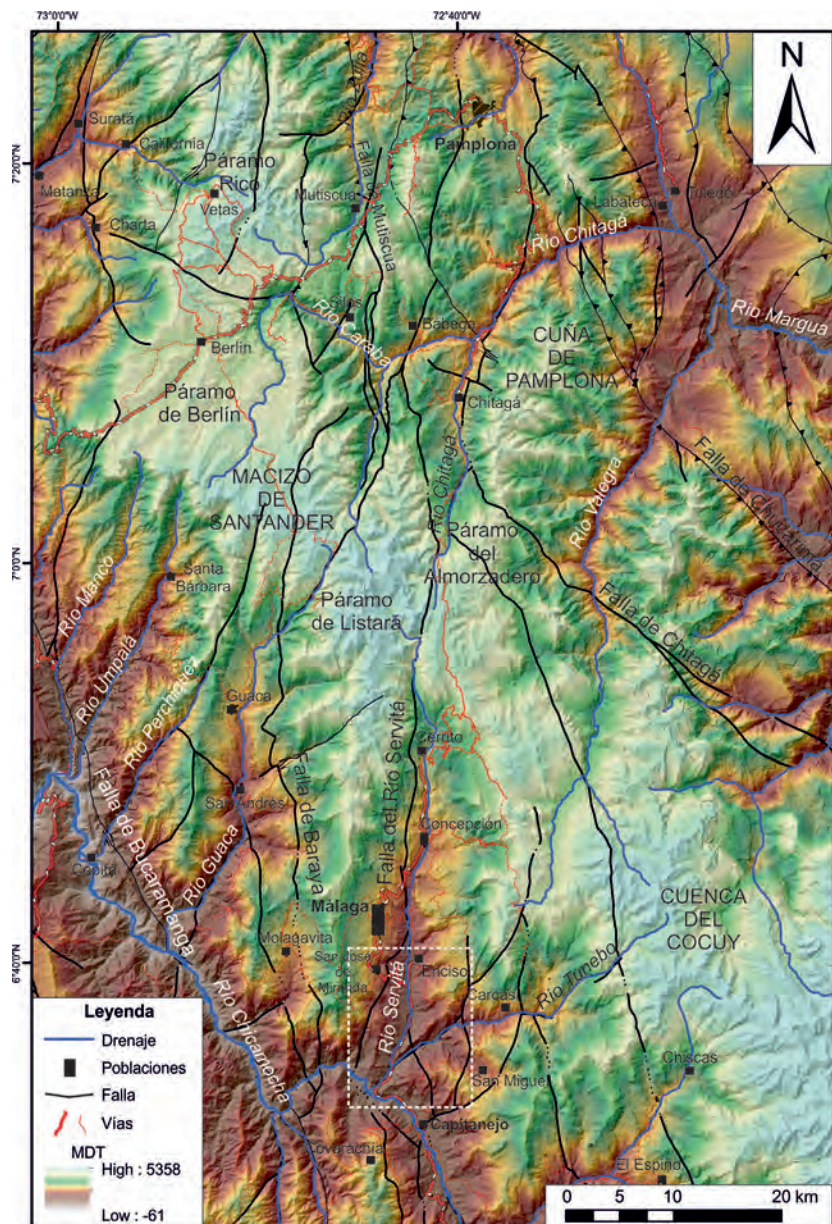 73°0'0"O
72°40'0"O
N
7°20'0"N
7°0'0"N
6°40'0"N
Suratá
California
Matanza
Charta
Páramo
Rico
Vetas
Mutiscua
Falla de Mutiscua
Pamplona
Labateca
Toledo
Río Chitagá
Río Margua
Silos
Río Caraba
Bábega
Berlín
Páramo
de Berlín
CUÑA
DE
PAMPLONA
Chitagá
Río Chitagá
MACIZO
DE
SANTANDER
Páramo
del
Almorzadero
Río Valegra
Falla de Chitagá
Páramo
de Listará
Santa
Bárbara
Río Manco
Río Umpalá
Río Perchiquez
Guaca
San Andrés
Río Guaca
Falla de Bucaramanga
Falla de Baraya
Falla del Río Servitá
Cerrito
Concepción
Cepitá
Málaga
Molagavita
San José
de
Miranda
Enciso
Río Servitá
Carcasí
Río Tunebo
CUENCA
DEL
COCUY
Río Chicamocha
San Miguel
Chiscas
Capitanejo
Covarachía
El Espino
Leyenda
Drenaje
Poblaciones
Falla
Vías
MDT
High : 5358
Low : -61
0 5 10 20 km